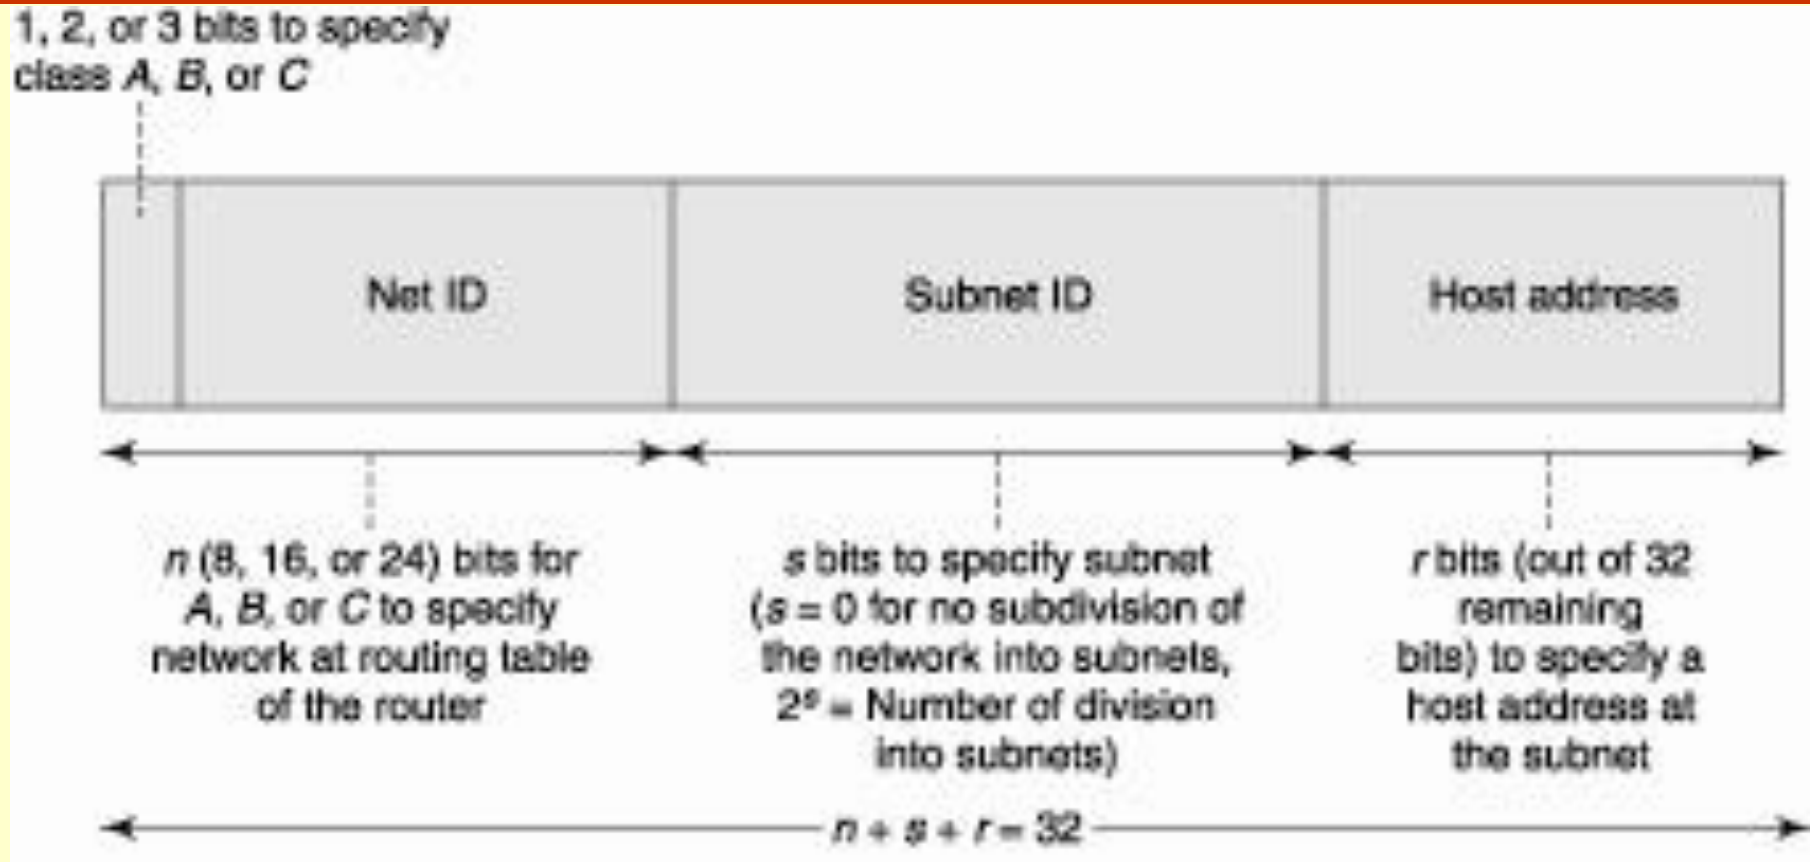 1, 2, or 3 bits to specify
class A, B, or C
Net ID
Subnet ID
Host address
n (8, 16, or 24) bits for
A, B, or C to specify
network at routing table
of the router
s bits to specify subnet
(s = 0 for no subdivision of
the network into subnets,
2ˢ = Number of division
into subnets)
r bits (out of 32
remaining
bits) to specify a
host address at
the subnet
n + s + r = 32